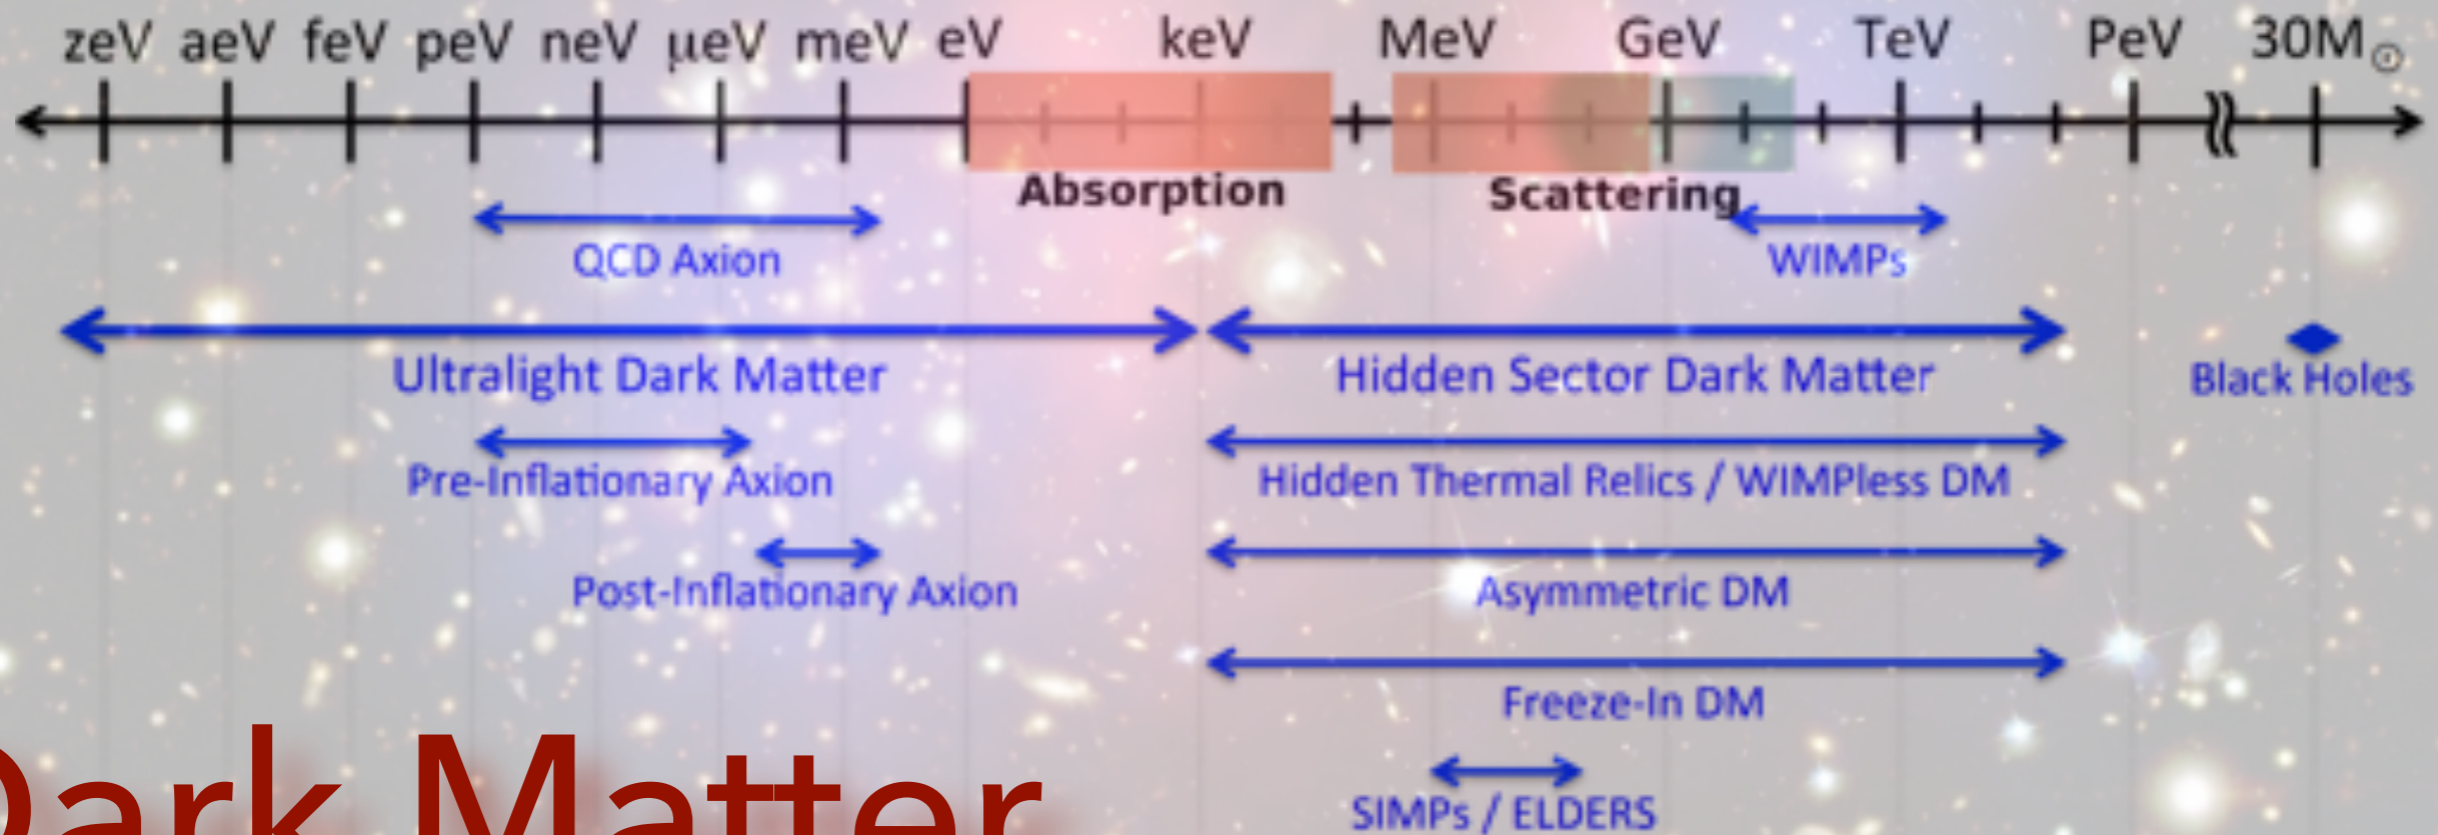 zeV aeV feV peV neV μeV meV eV keV MeV GeV TeV PeV 30M☉
Absorption
Scattering
QCD Axion
WIMPs
Ultralight Dark Matter
Hidden Sector Dark Matter
Black Holes
Pre-Inflationary Axion
Hidden Thermal Relics / WIMPless DM
Post-Inflationary Axion
Asymmetric DM
Freeze-In DM
Dark Matter
SIMPs / ELDERS